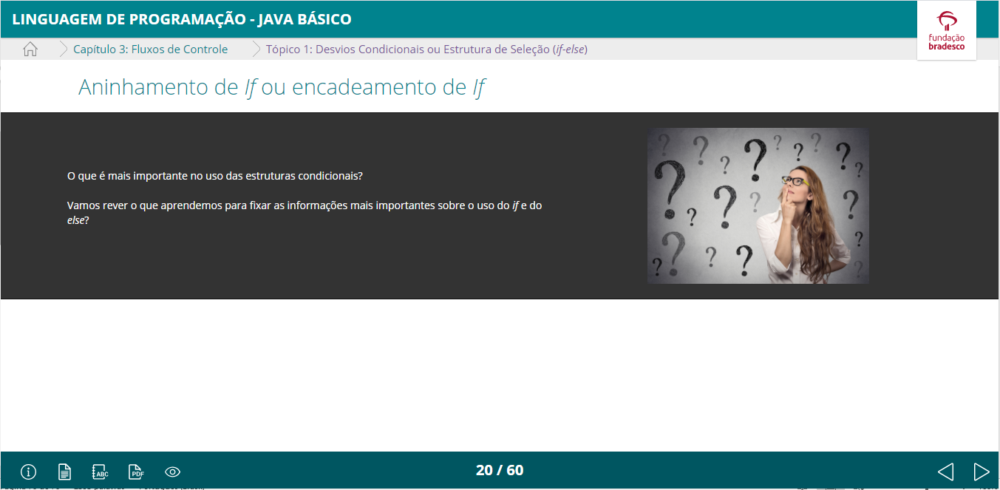 LINGUAGEM DE PROGRAMAÇÃO - JAVA BÁSICO
fundação
bradesco
Capítulo 3: Fluxos de Controle
Tópico 1: Desvios Condicionais ou Estrutura de Seleção (if-else)
Aninhamento de If ou encadeamento de If
O que é mais importante no uso das estruturas condicionais?
Vamos rever o que aprendemos para fixar as informações mais importantes sobre o uso do if e do
else?
? ? ? ? ? ? ? ? ? ? ? ? ? ? ? ? ? ? ?
ABC
PDF
20 / 60